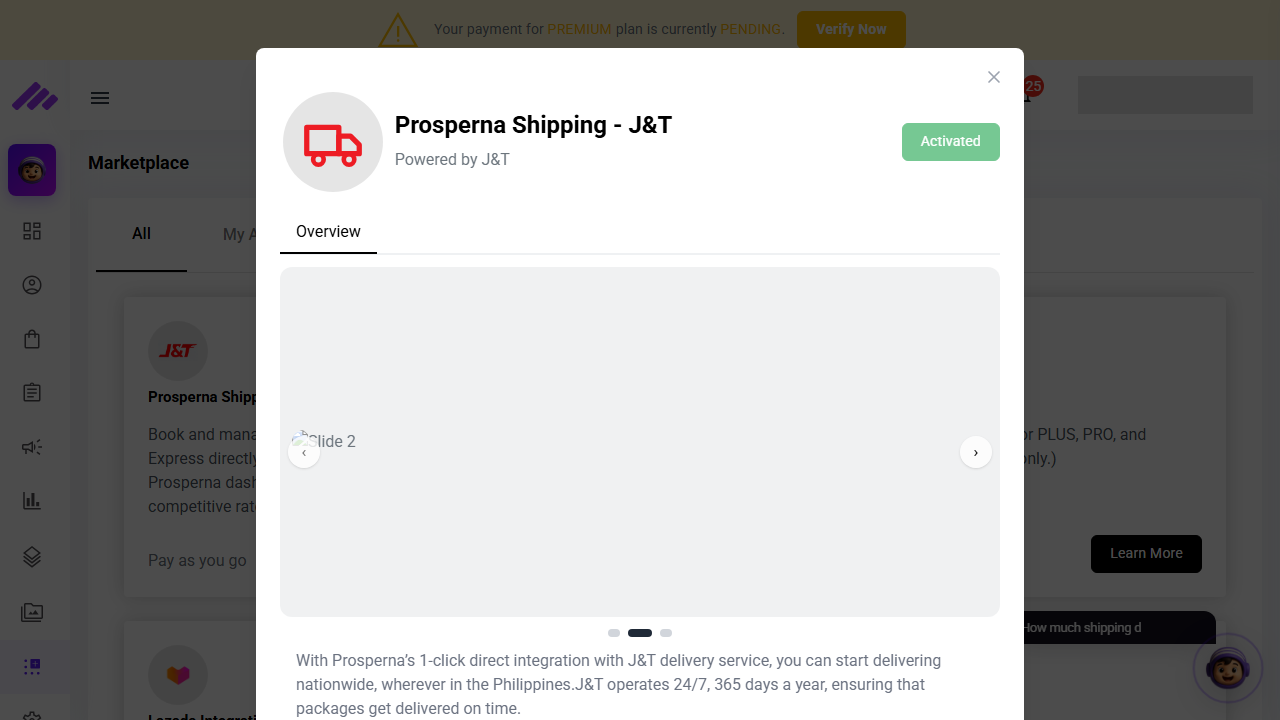 Your payment for PREMIUM plan is currently PENDING. Verify Now
25
Marketplace
All
My A
J&T
Prosperna Shipp
Book and mana
Express directly
Prosperna dash
competitive rat
Pay as you go
Prosperna Shipping - J&T
Powered by J&T
Activated
Overview
Slide 2
With Prosperna’s 1-click direct integration with J&T delivery service, you can start delivering
nationwide, wherever in the Philippines.J&T operates 24/7, 365 days a year, ensuring that
packages get delivered on time.
or PLUS, PRO, and
only.)
Learn More
How much shipping d
Lazada Integrati